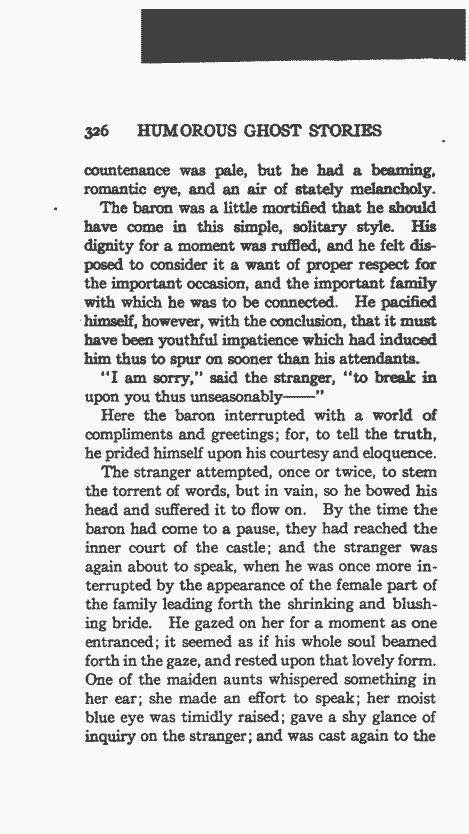 326 HUMOROUS GHOST STORIES
countenance was pale, but he had a beaming,
romantic eye, and an air of stately melancholy.
The baron was a little mortified that he should
have come in this simple, solitary style. His
dignity for a moment was ruffled, and he felt dis-
posed to consider it a want of proper respect for
the important occasion, and the important family
with which he was to be connected. He pacified
himself, however, with the conclusion, that it must
have been youthful impatience which had induced
him thus to spur on sooner than his attendants.
"I am sorry," said the stranger, "to break in
upon you thus unseasonably——"
Here the baron interrupted with a world of
compliments and greetings; for, to tell the truth,
he prided himself upon his courtesy and eloquence.
The stranger attempted, once or twice, to stem
the torrent of words, but in vain, so he bowed his
head and suffered it to flow on. By the time the
baron had come to a pause, they had reached the
inner court of the castle; and the stranger was
again about to speak, when he was once more in-
terrupted by the appearance of the female part of
the family leading forth the shrinking and blush-
ing bride. He gazed on her for a moment as one
entranced; it seemed as if his whole soul beamed
forth in the gaze, and rested upon that lovely form.
One of the maiden aunts whispered something in
her ear; she made an effort to speak; her moist
blue eye was timidly raised; gave a shy glance of
inquiry on the stranger; and was cast again to the